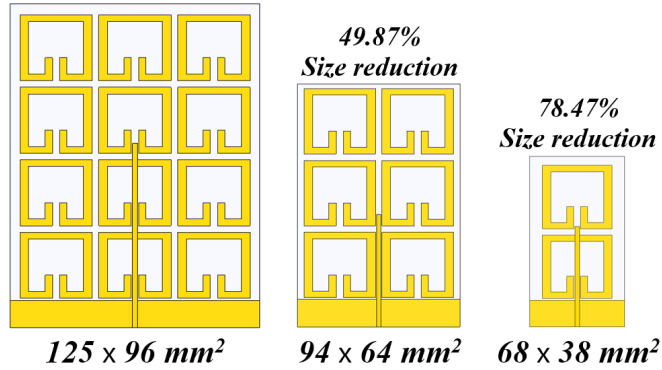 49.87%
Size reduction
78.47%
Size reduction
125 x 96 mm²
94 x 64 mm²
68 x 38 mm²